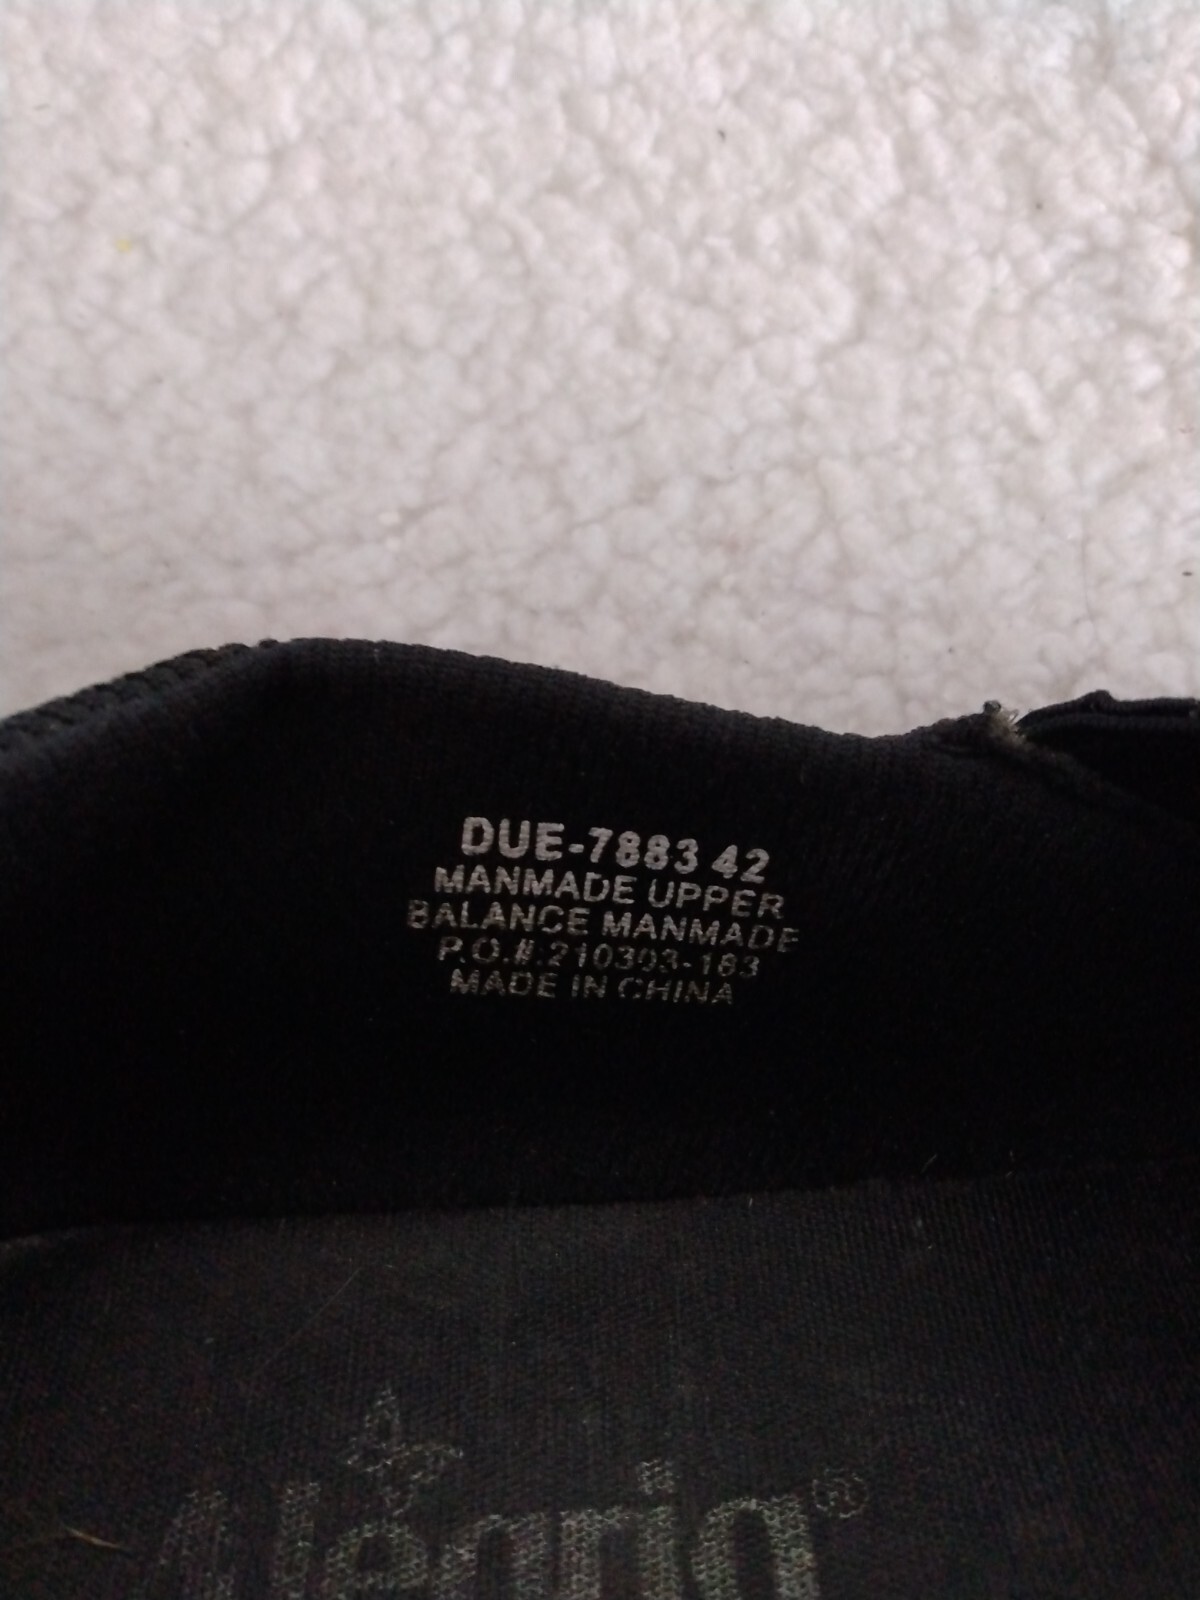 DUE-7883 42
MANMADE UPPER
BALANCE MANMADE
P.O.#:210303-183
MADE IN CHINA
®